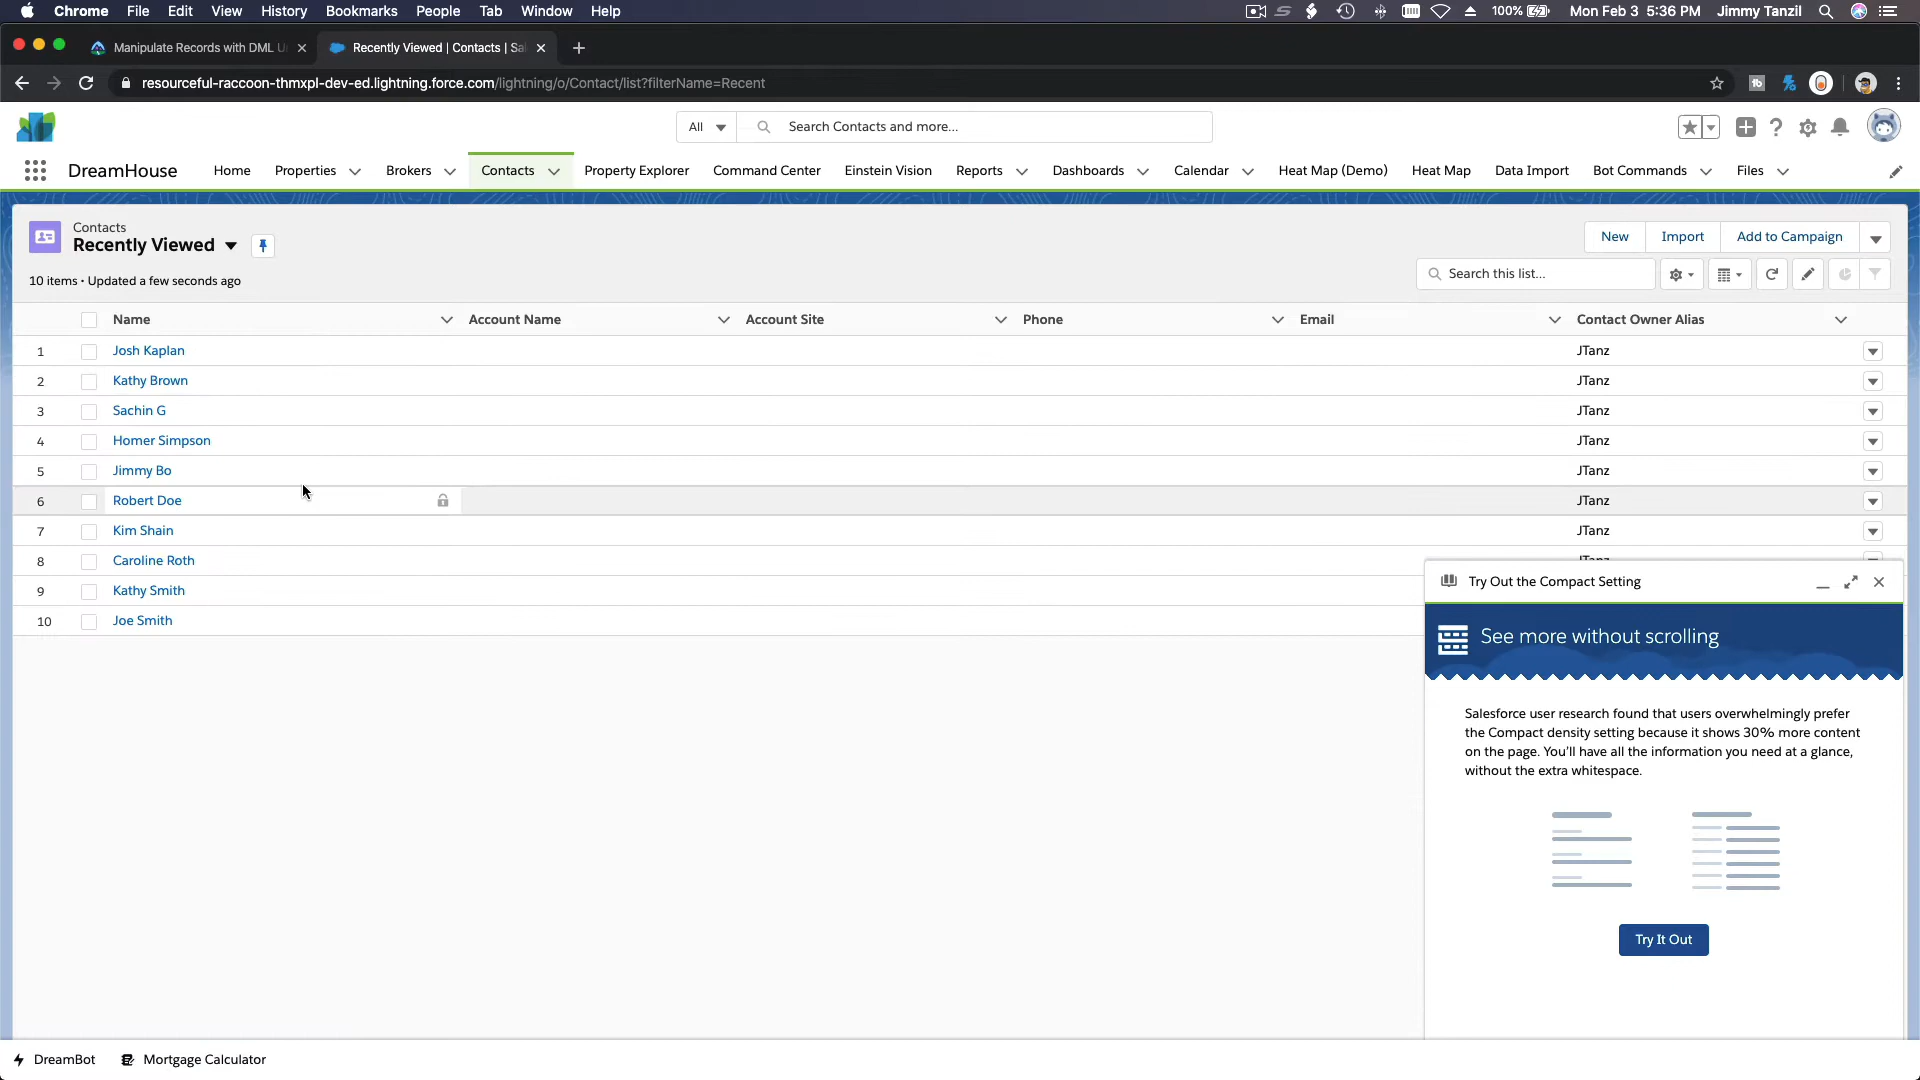 Chrome File Edit View History Bookmarks People Tab Window Help 100% Mon Feb 3 5:36 PM Jimmy Tanzil
Manipulate Records with DML U Recently Viewed | Contacts | Sa
resourceful-raccoon-thmxpl-dev-ed.lightning.force.com/lightning/o/Contact/list?filterName=Recent
All Search Contacts and more...
DreamHouse Home Properties Brokers Contacts Property Explorer Command Center Einstein Vision Reports Dashboards Calendar Heat Map (Demo) Heat Map Data Import Bot Commands Files
Contacts
Recently Viewed
New Import Add to Campaign
10 items • Updated a few seconds ago
Search this list...
Name Account Name Account Site Phone Email Contact Owner Alias
1 Josh Kaplan JTanz
2 Kathy Brown JTanz
3 Sachin G JTanz
4 Homer Simpson JTanz
5 Jimmy Bo JTanz
6 Robert Doe JTanz
7 Kim Shain JTanz
8 Caroline Roth JTanz
9 Kathy Smith
10 Joe Smith
Try Out the Compact Setting
See more without scrolling
Salesforce user research found that users overwhelmingly prefer
the Compact density setting because it shows 30% more content
on the page. You'll have all the information you need at a glance,
without the extra whitespace.
Try It Out
DreamBot Mortgage Calculator